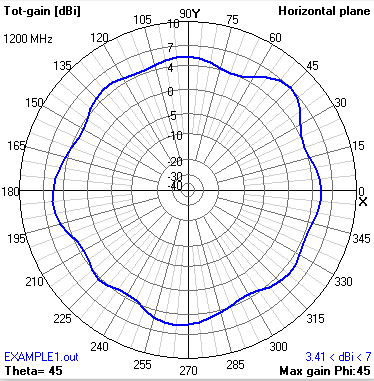 Tot-gain [dBi]
Horizontal plane
1200 MHz
105 90Y 75
120 60
135 45
150 30
165 15
180 0
X
195 345
210 330
225 315
240 300
255 270 285
10
7
4
0
-5
-10
-20
-30
-40
EXAMPLE1.out
3.41 < dBi < 7
Theta= 45
Max gain Phi:45